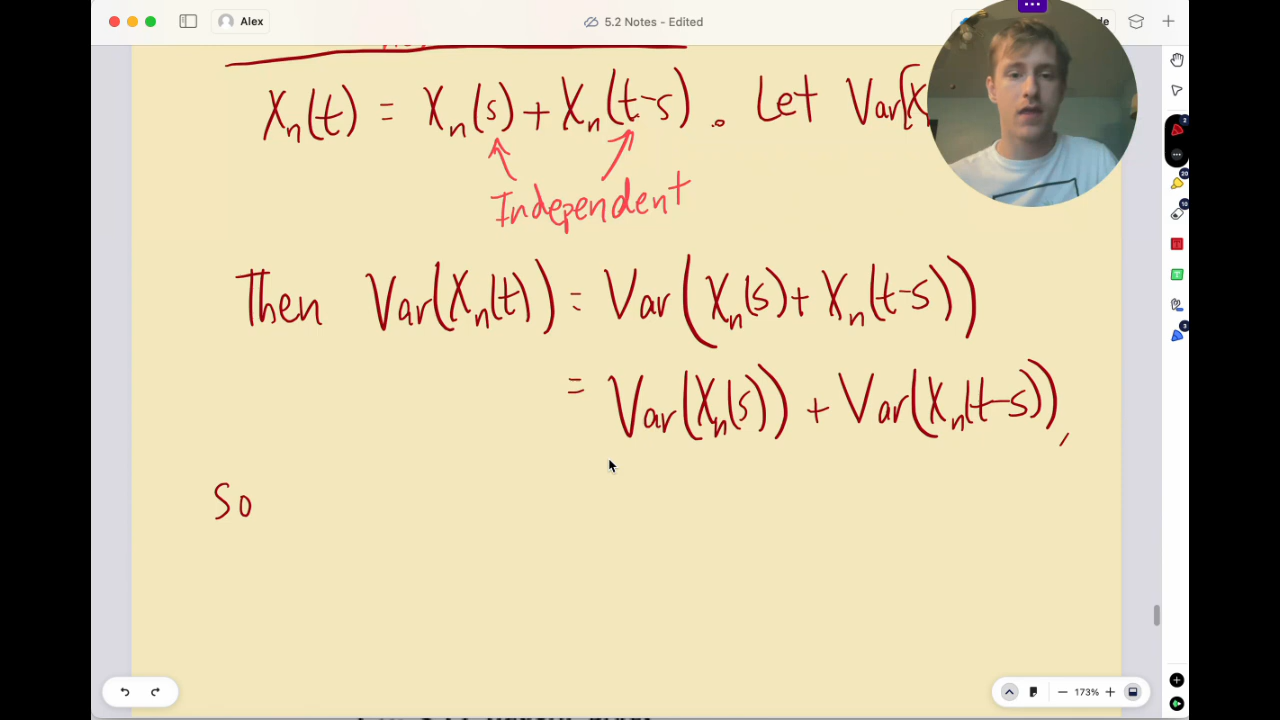 Alex
5.2 Notes - Edited
Xₙ(t) = Xₙ(s) + Xₙ(t-s). Let Var(X
Independent
Then Var(Xₙ(t)) = Var(Xₙ(s) + Xₙ(t-s))
= Var(Xₙ(s)) + Var(Xₙ(t-s)),
So
173%